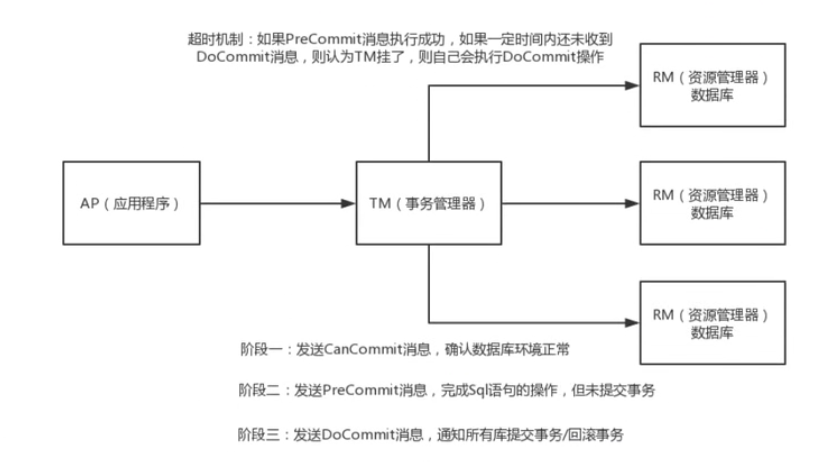 超时机制：如果PreCommit消息执行成功，如果一定时间内还未收到
DoCommit消息，则认为TM挂了，则自己会执行DoCommit操作
RM（资源管理器）
数据库
AP（应用程序）
TM（事务管理器）
RM（资源管理器）
数据库
RM（资源管理器）
数据库
阶段一：发送CanCommit消息，确认数据库环境正常
阶段二：发送PreCommit消息，完成Sql语句的操作，但未提交事务
阶段三：发送DoCommit消息，通知所有库提交事务/回滚事务